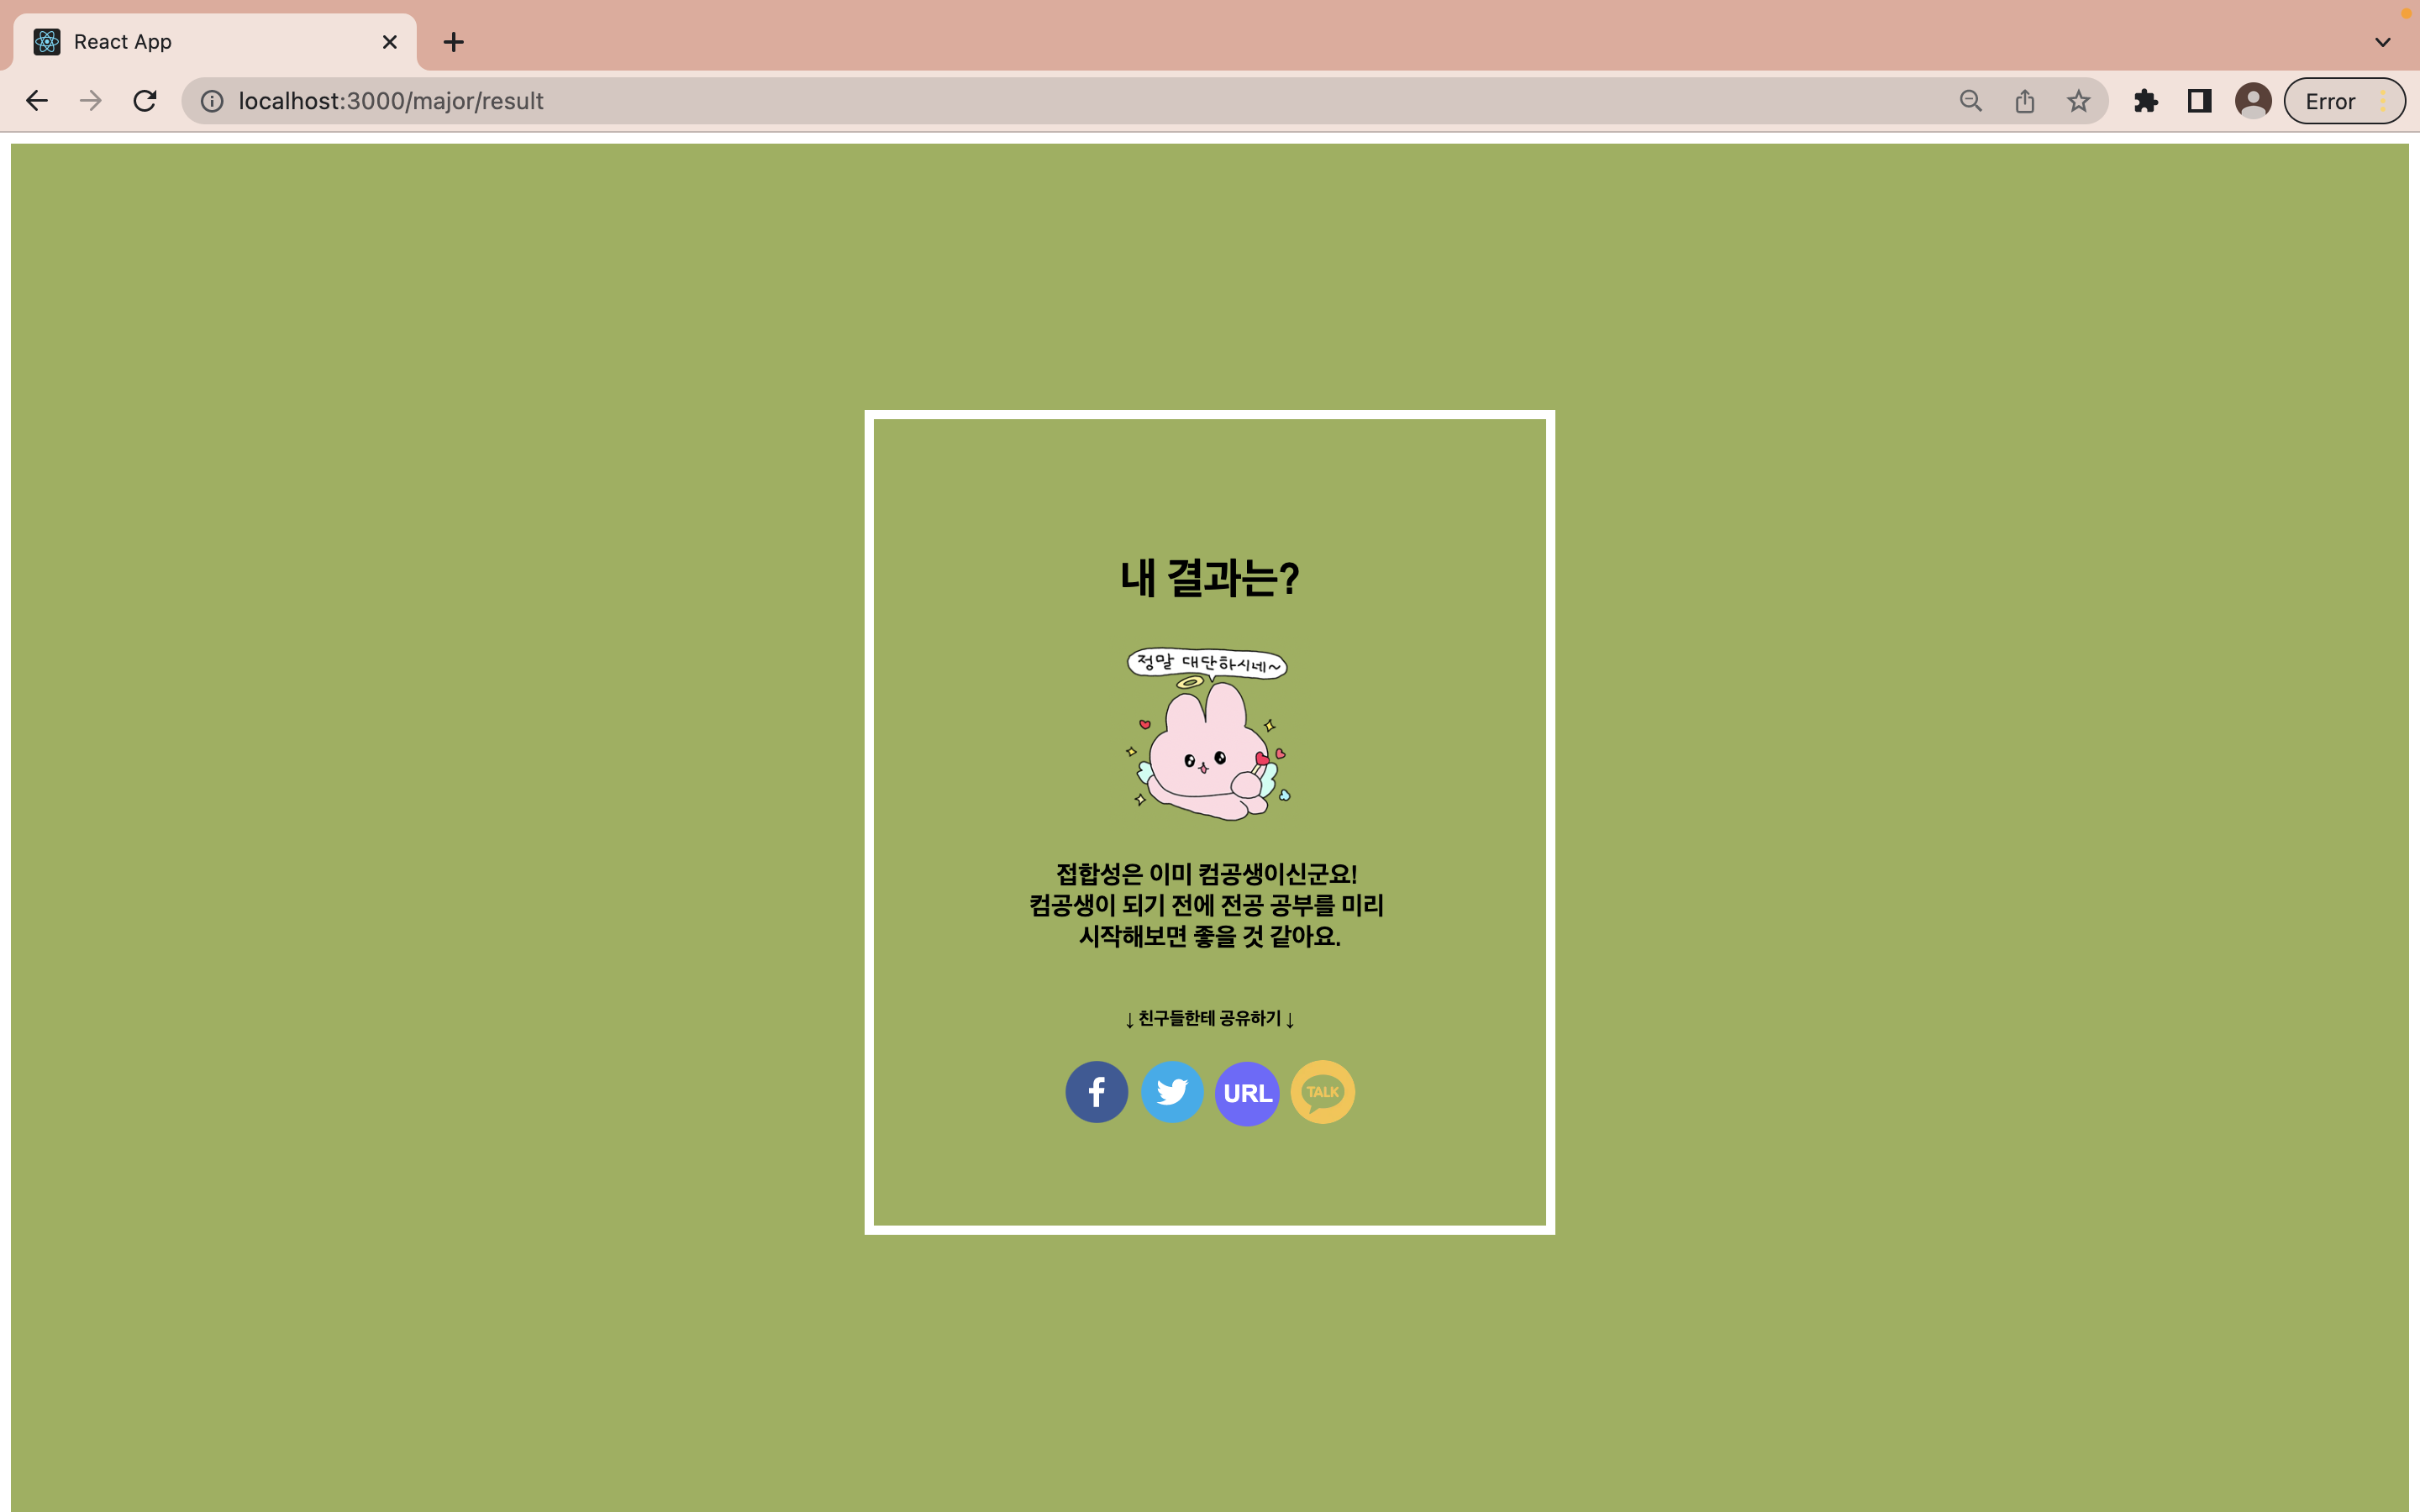 React App
localhost:3000/major/result
Error
내 결과는?
정말 대단하시네~
접합성은 이미 컴공생이신군요!
컴공생이 되기 전에 전공 공부를 미리
시작해보면 좋을 것 같아요.
↓ 친구들한테 공유하기 ↓
f
URL
TALK